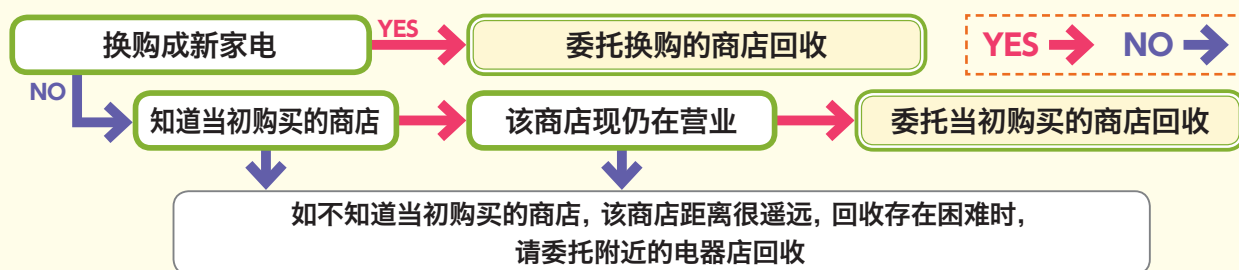 换购成新家电
YES
委托换购的商店回收
YES
NO
NO
知道当初购买的商店
该商店现仍在营业
委托当初购买的商店回收
如不知道当初购买的商店, 该商店距离很遥远, 回收存在困难时,
请委托附近的电器店回收